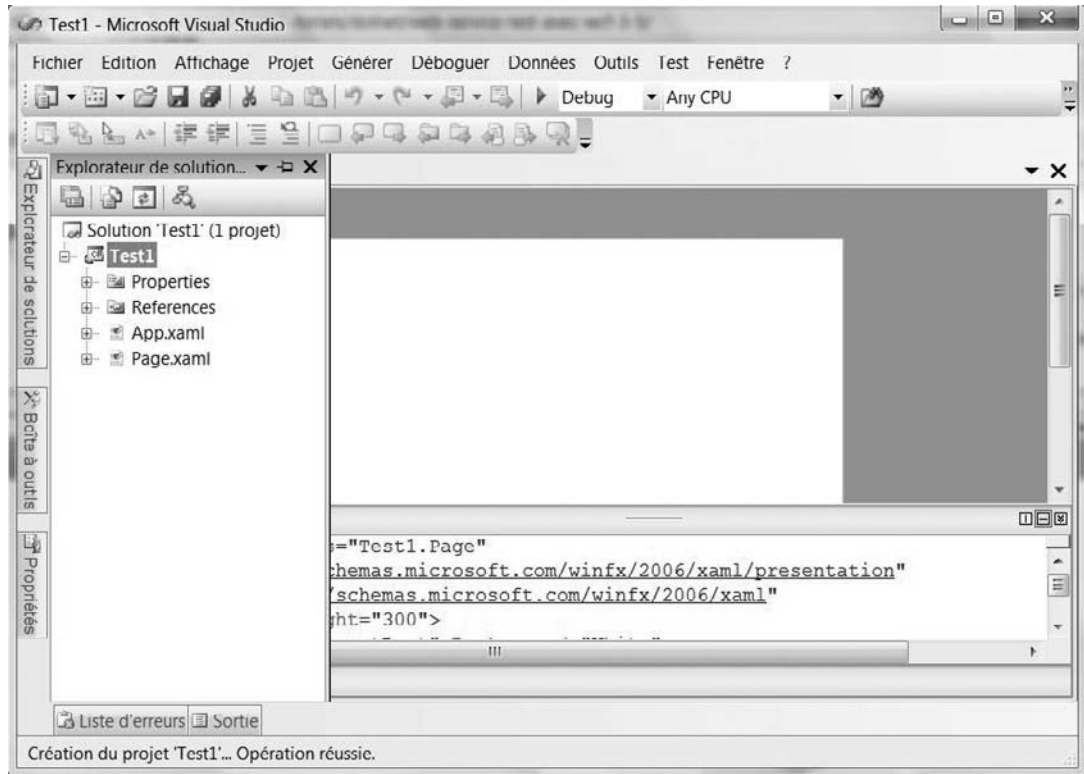 Test1 - Microsoft Visual Studio
Fichier Edition Affichage Projet Générer Déboguer Données Outils Test Fenêtre ?
Debug Any CPU
Explorateur de solution...
Explorateur de solutions
Solution 'Test1' (1 projet)
Test1
Properties
References
App.xaml
Page.xaml
Boîte à outils
Propriétés
="Test1.Page"
chemas.microsoft.com/winfx/2006/xaml/presentation"
/schemas.microsoft.com/winfx/2006/xaml"
ght="300">
Liste d'erreurs Sortie
Création du projet 'Test1'... Opération réussie.